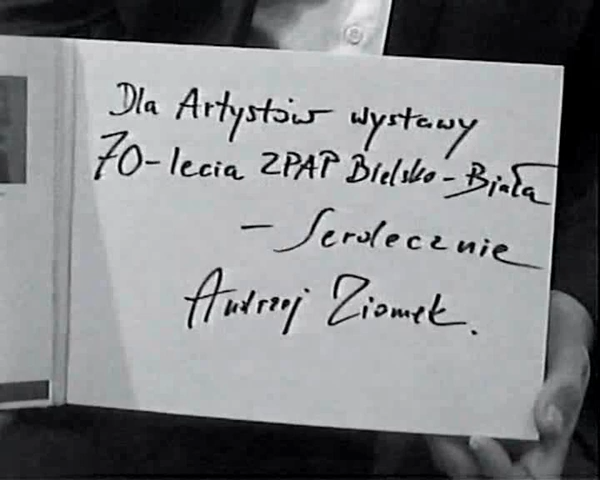 Dla Artystów wystawy
70-lecia ZPAP Bielsko-Biała
- Serdecznie
Andrzej Ziomek.